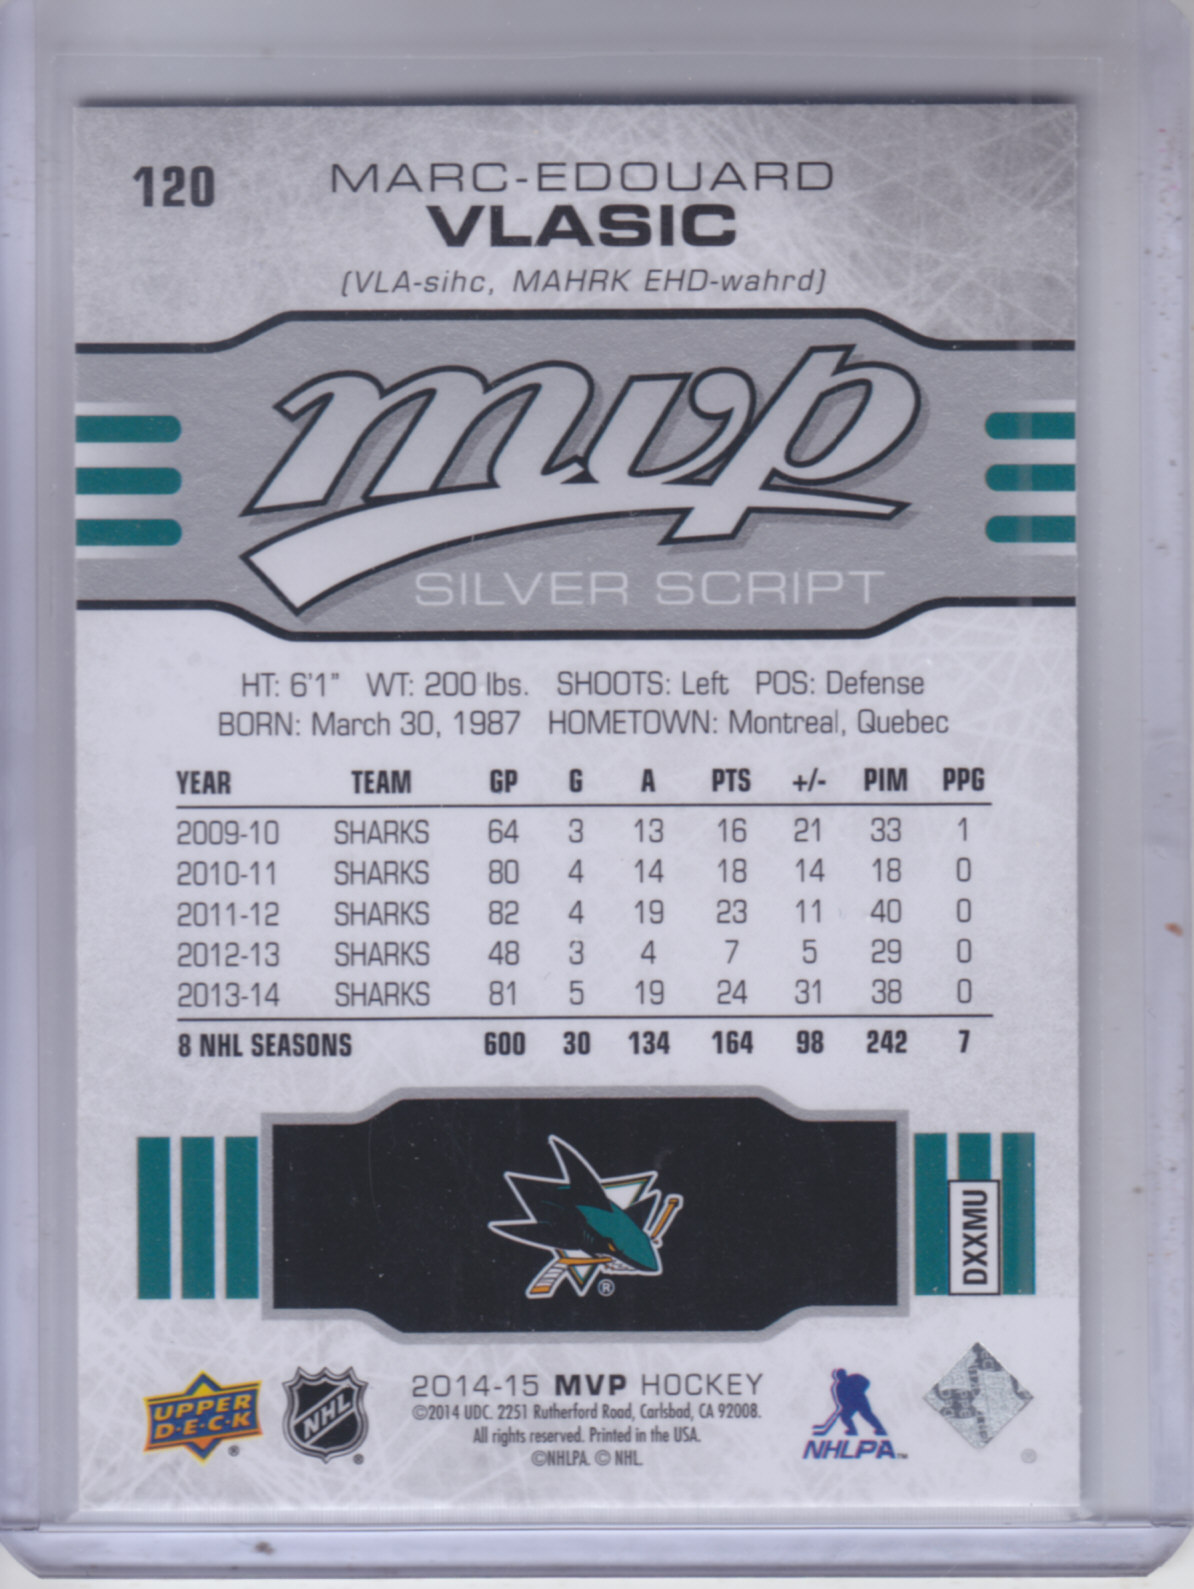 120
MARC-EDOUARD
VLASIC
(VLA-sihc, MAHRK EHD-wahrd)
mvp
SILVER SCRIPT
HT: 6'1" WT: 200 lbs. SHOOTS: Left POS: Defense
BORN: March 30, 1987 HOMETOWN: Montreal, Quebec
YEAR TEAM GP G A PTS +/- PIM PPG
2009-10 SHARKS 64 3 13 16 21 33 1
2010-11 SHARKS 80 4 14 18 14 18 0
2011-12 SHARKS 82 4 19 23 11 40 0
2012-13 SHARKS 48 3 4 7 5 29 0
2013-14 SHARKS 81 5 19 24 31 38 0
8 NHL SEASONS 600 30 134 164 98 242 7
®
DXXMU
UPPER
D·E·C·K
®
NHL
®
2014-15 MVP HOCKEY
©2014 UDC. 2251 Rutherford Road, Carlsbad, CA 92008.
All rights reserved. Printed in the USA.
©NHLPA. © NHL.
NHLPA™
®